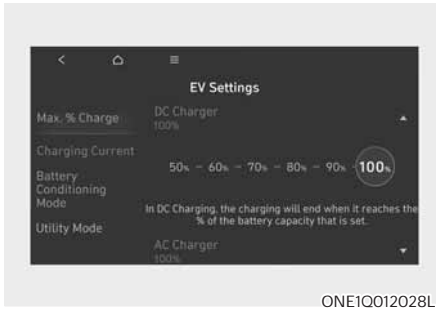 EV Settings
Max. % Charge
Charging Current
Battery
Conditioning
Mode
Utility Mode
DC Charger
100%
50% - 60% - 70% - 80% - 90% - 100%
In DC Charging, the charging will end when it reaches the
% of the battery capacity that is set.
AC Charger
100%
ONE1Q012028L